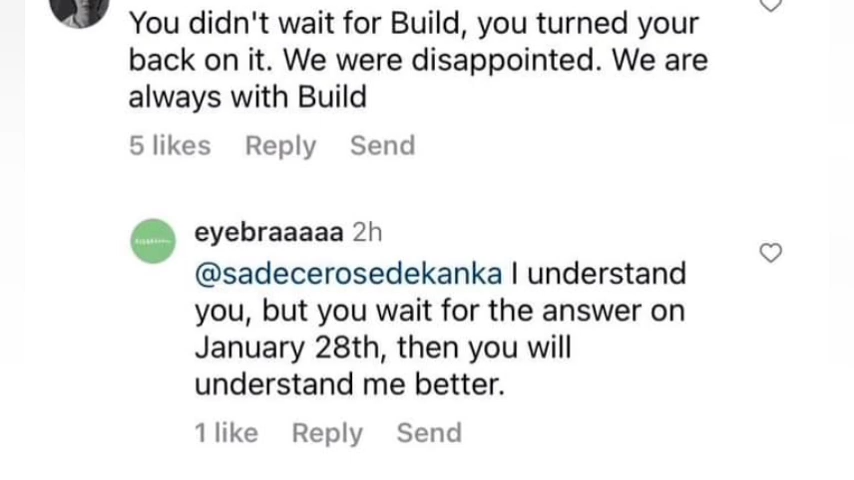 You didn't wait for Build, you turned your
back on it. We were disappointed. We are
always with Build
5 likes Reply Send
eyebraaaaa 2h
@sadecerosedekanka I understand
you, but you wait for the answer on
January 28th, then you will
understand me better.
1 like Reply Send